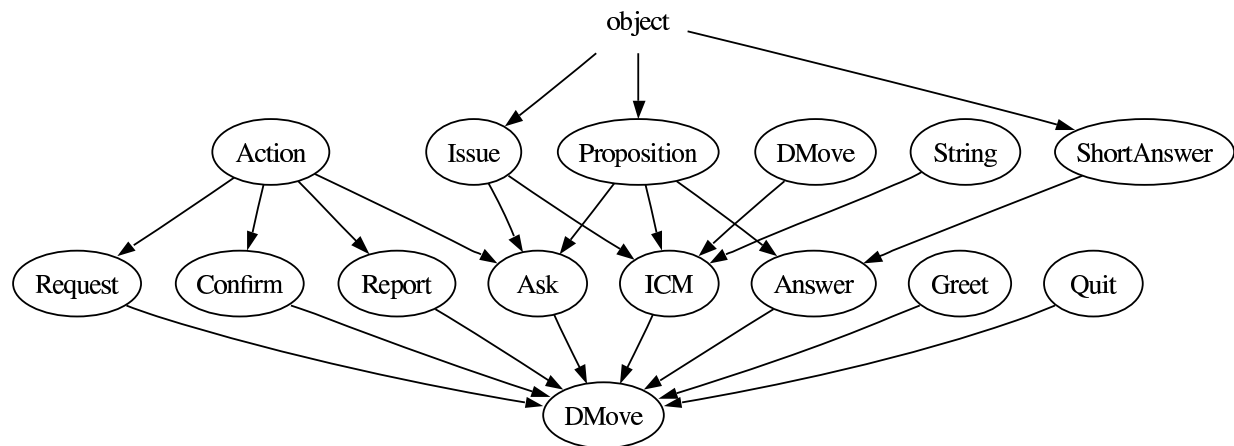 object
Action Issue Proposition DMove String ShortAnswer
Request Confirm Report Ask ICM Answer Greet Quit
DMove